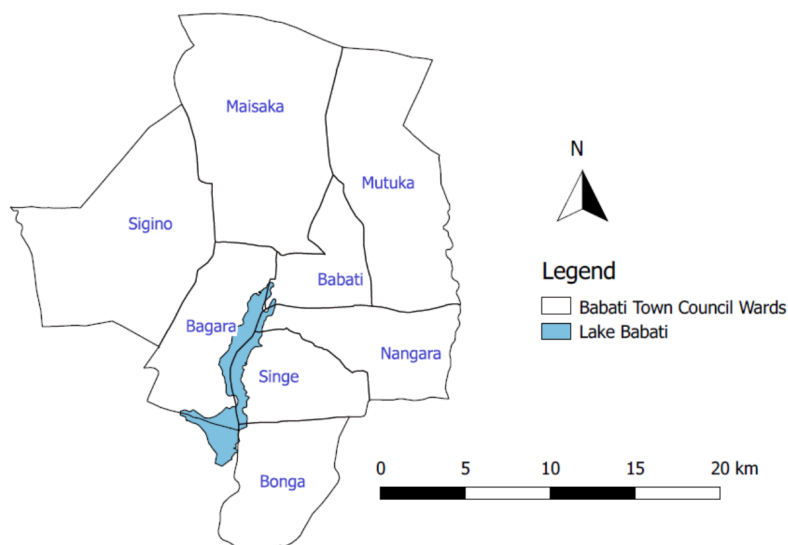 Maisaka
N
Mutuka
Sigino
Legend
Babati
Babati Town Council Wards
Bagara
Lake Babati
Nangara
Singe
0 5 10 15 20 km
Bonga